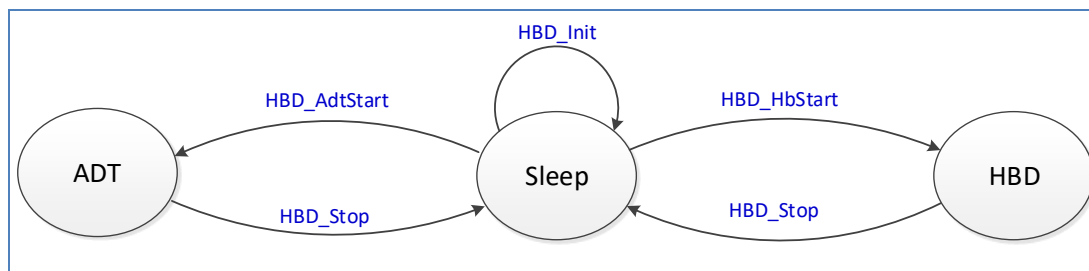 HBD_Init
HBD_AdtStart
HBD_HbStart
ADT
Sleep
HBD
HBD_Stop
HBD_Stop